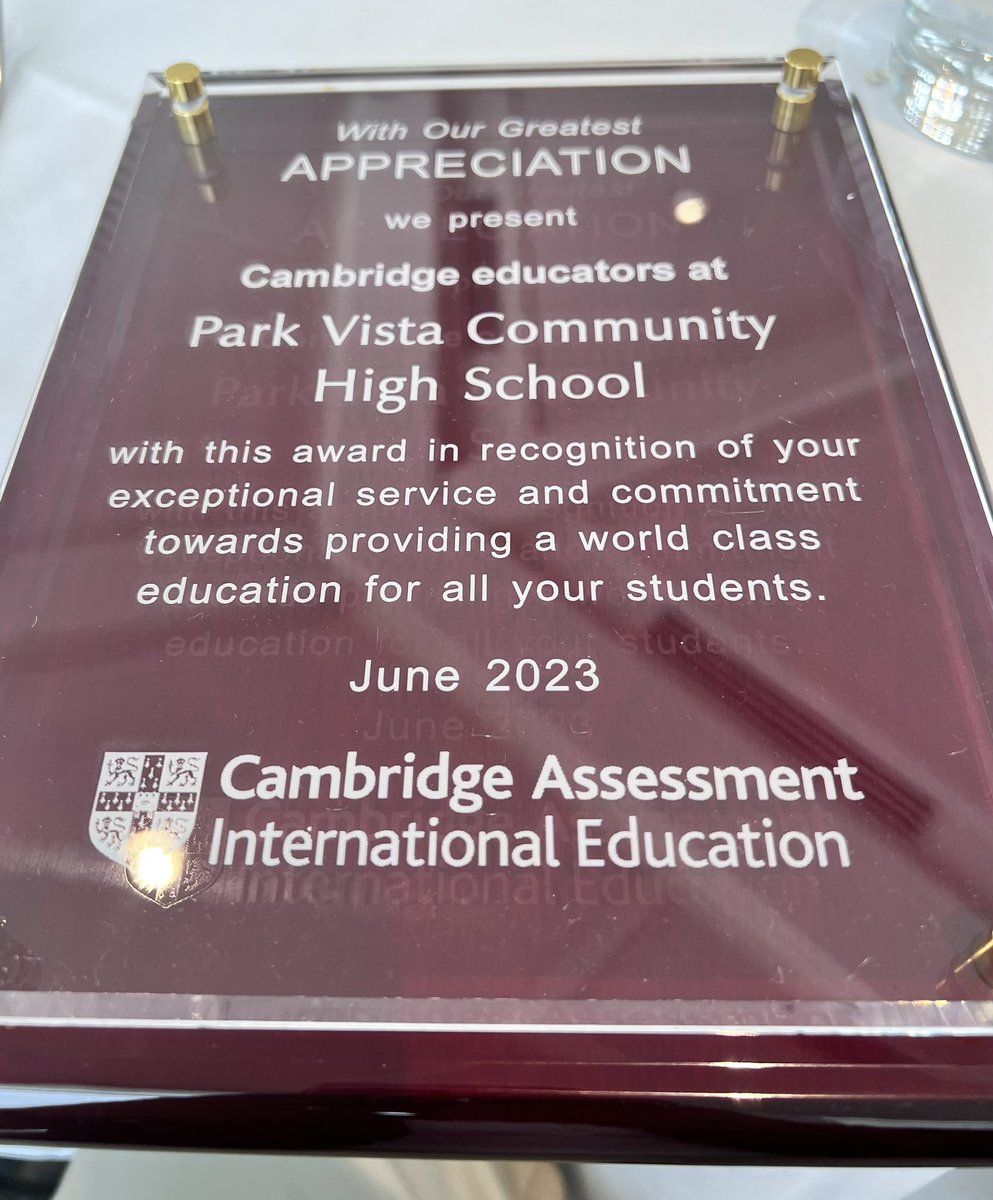 With Our Greatest
APPRECIATION
we present
Cambridge educators at
Park Vista Community
High School
with this award in recognition of your
exceptional service and commitment
towards providing a world class
education for all your students.
June 2023
Cambridge Assessment
International Education